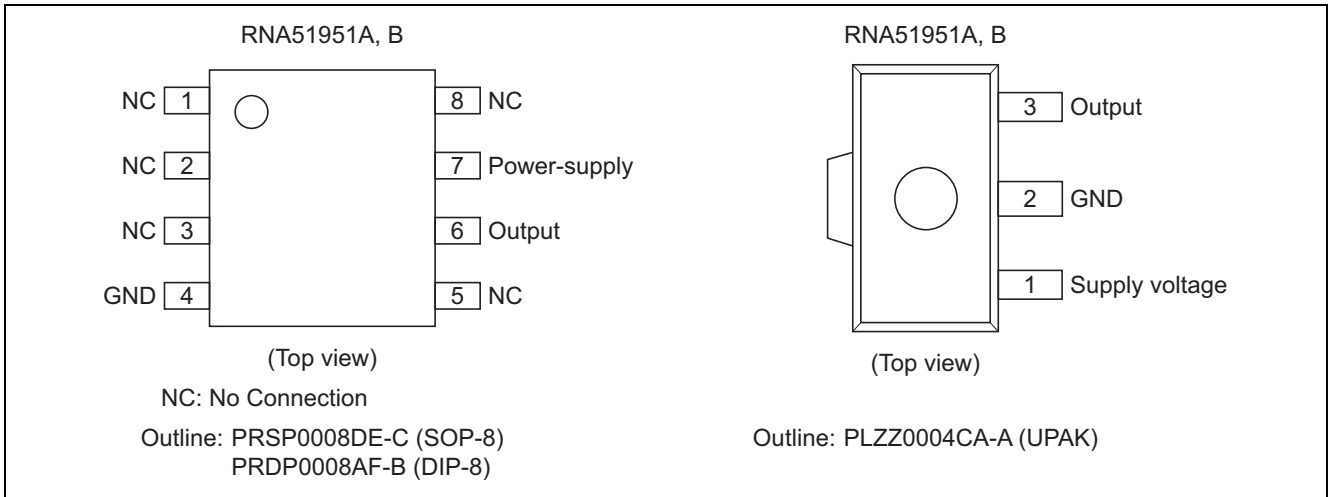 RNA51951A, B
NC 1
8 NC
NC 2
7 Power-supply
NC 3
6 Output
GND 4
5 NC
(Top view)
NC: No Connection
Outline: PRSP0008DE-C (SOP-8)
PRDP0008AF-B (DIP-8)
RNA51951A, B
3 Output
2 GND
1 Supply voltage
(Top view)
Outline: PLZZ0004CA-A (UPAK)